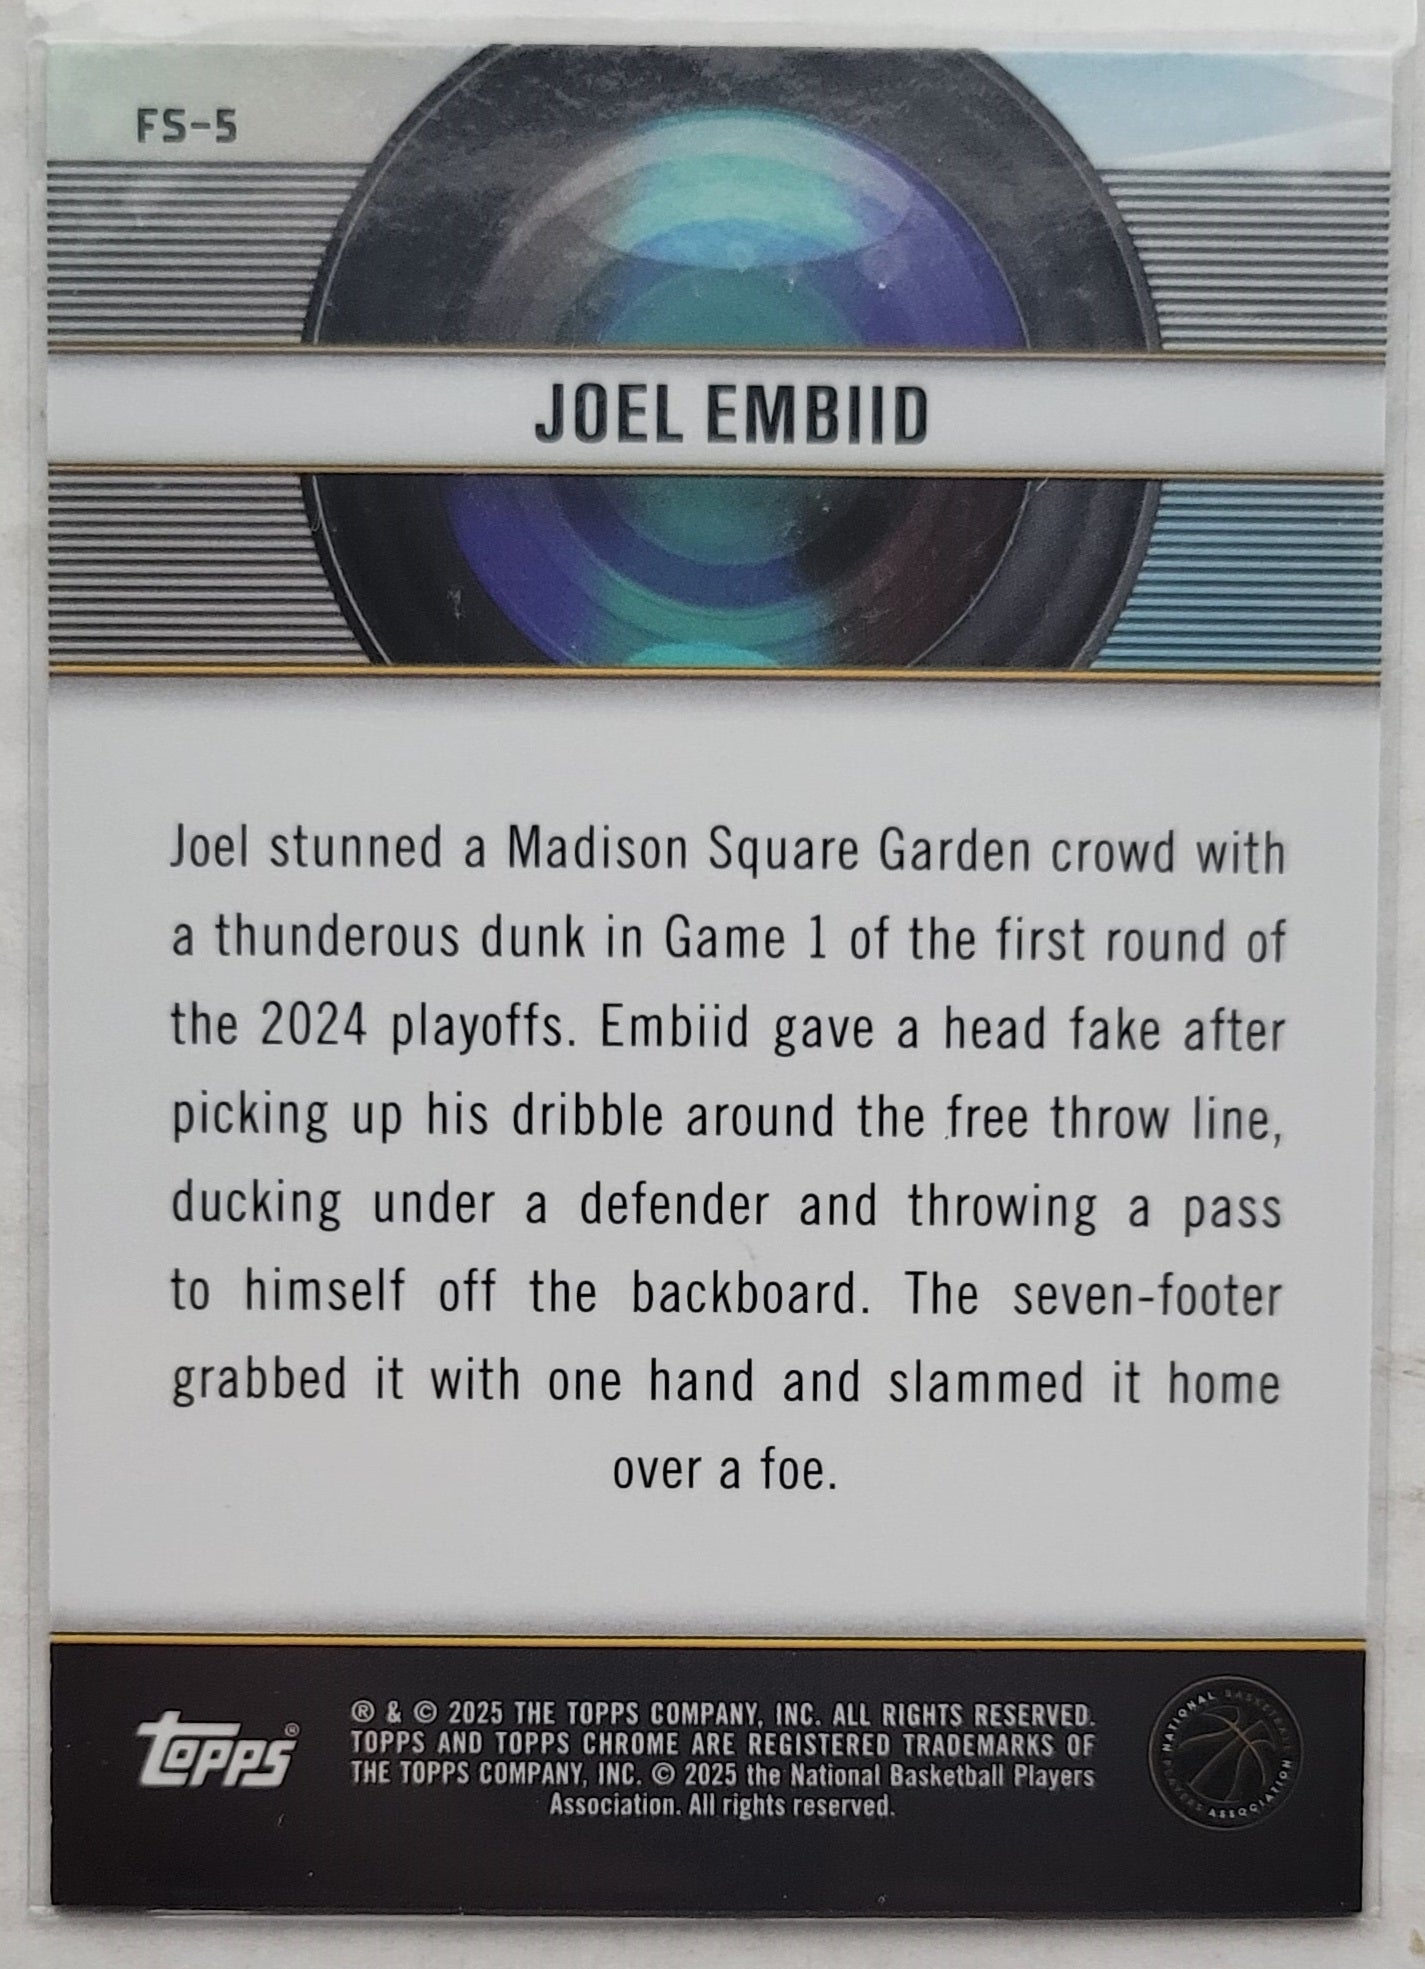 FS-5
JOEL EMBIID
Joel stunned a Madison Square Garden crowd with
a thunderous dunk in Game 1 of the first round of
the 2024 playoffs. Embiid gave a head fake after
picking up his dribble around the free throw line,
ducking under a defender and throwing a pass
to himself off the backboard. The seven-footer
grabbed it with one hand and slammed it home
over a foe.
Topps®
® & © 2025 THE TOPPS COMPANY, INC. ALL RIGHTS RESERVED.
TOPPS AND TOPPS CHROME ARE REGISTERED TRADEMARKS OF
THE TOPPS COMPANY, INC. © 2025 the National Basketball Players
Association. All rights reserved.
NATIONAL BASKETBALL
PLAYERS ASSOCIATION